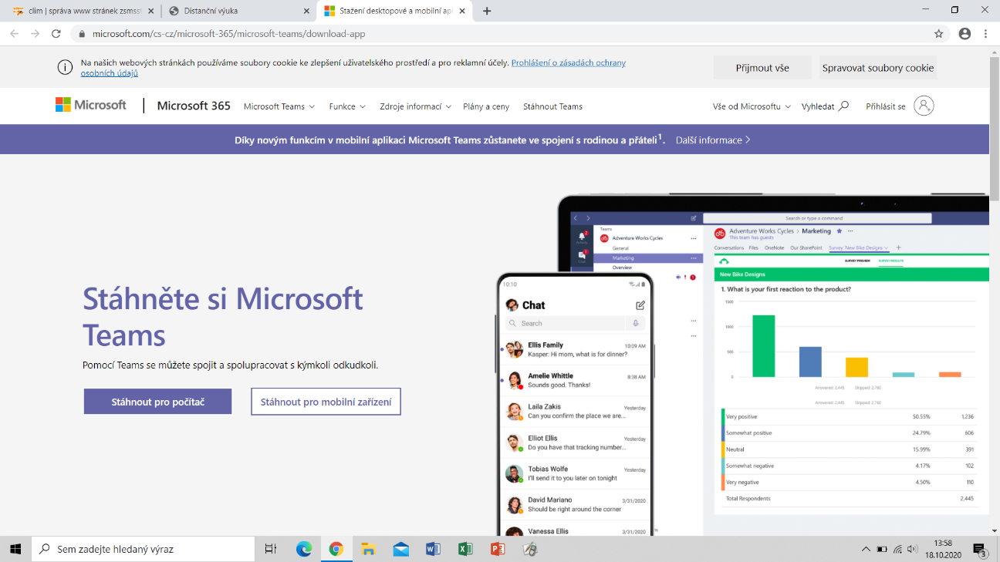 clim | správa www stránek zsmsst
Distanční výuka
Stažení desktopové a mobilní apl
microsoft.com/cs-cz/microsoft-365/microsoft-teams/download-app
Na našich webových stránkách používáme soubory cookie ke zlepšení uživatelského prostředí a pro reklamní účely. Prohlášení o zásadách ochrany
osobních údajů
Přijmout vše
Spravovat soubory cookie
Microsoft
Microsoft 365
Microsoft Teams
Funkce
Zdroje informací
Plány a ceny
Stáhnout Teams
Vše od Microsoftu
Vyhledat
Přihlásit se
Díky novým funkcím v mobilní aplikaci Microsoft Teams zůstanete ve spojení s rodinou a přáteli1. Další informace
Stáhněte si Microsoft
Teams
Pomocí Teams se můžete spojit a spolupracovat s kýmkoli odkudkoli.
Stáhnout pro počítač
Stáhnout pro mobilní zařízení
Search or type a command
Activity
Chat
Teams
Adventure Works Cycles
General
Marketing
Overview
Adventure Works Cycles > Marketing
This team has guests
Conversations Files OneNote Our SharePoint Survey: New Bike Designs
SURVEY PREVIEW SURVEY RESULTS
New Bike Designs
1. What is your first reaction to the product?
1500
1000
500
0
Answered: 2,445 Skipped: 2,760
Answered: 2,445 Skipped: 2,760
Very positive 50.55% 1,236
Somewhat positive 24.79% 606
Neutral 15.99% 391
Somewhat negative 4.17% 102
Very negative 4.50% 110
Total Respondents 2,445
10:10
Chat
Search
Ellis Family 10:09 AM
Kasper: Hi mom, what is for dinner?
Amelie Whittle 8:38 AM
Sounds good. Thanks!
Laila Zakis Yesterday
Can you confirm the place we are...
Elliot Ellis Yesterday
Do you have that tracking number...
Tobias Wolfe Yesterday
I'll send it to you later on tonight
David Mariano 3/31/2020
Should be right around the corner
Vanessa Ellis 3/31/2020
Sem zadejte hledaný výraz
13:58
18.10.2020
3